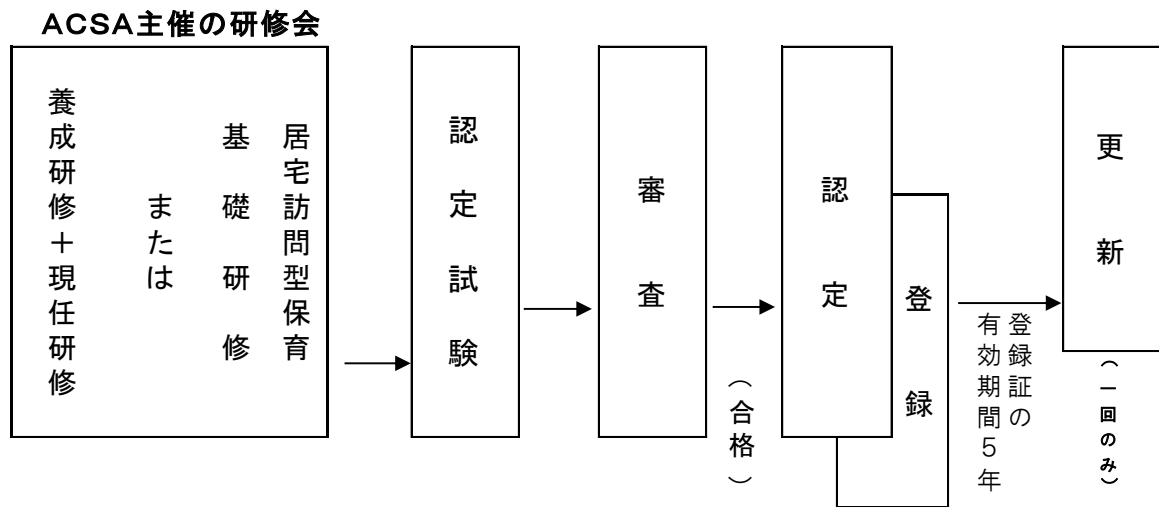 ACSA主催の研修会
居宅訪問型保育
基礎研修
または
養成研修＋現任研修
認定試験
審査
（合格）
認定
登録
登録証の
有効期間５年
更新
（一回のみ）